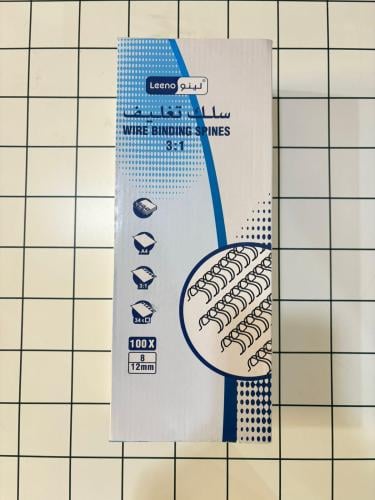 Leeno لينو
سلك تغليف
WIRE BINDING SPINES
3:1
A4
3:1
34 x
100 X
8
12mm